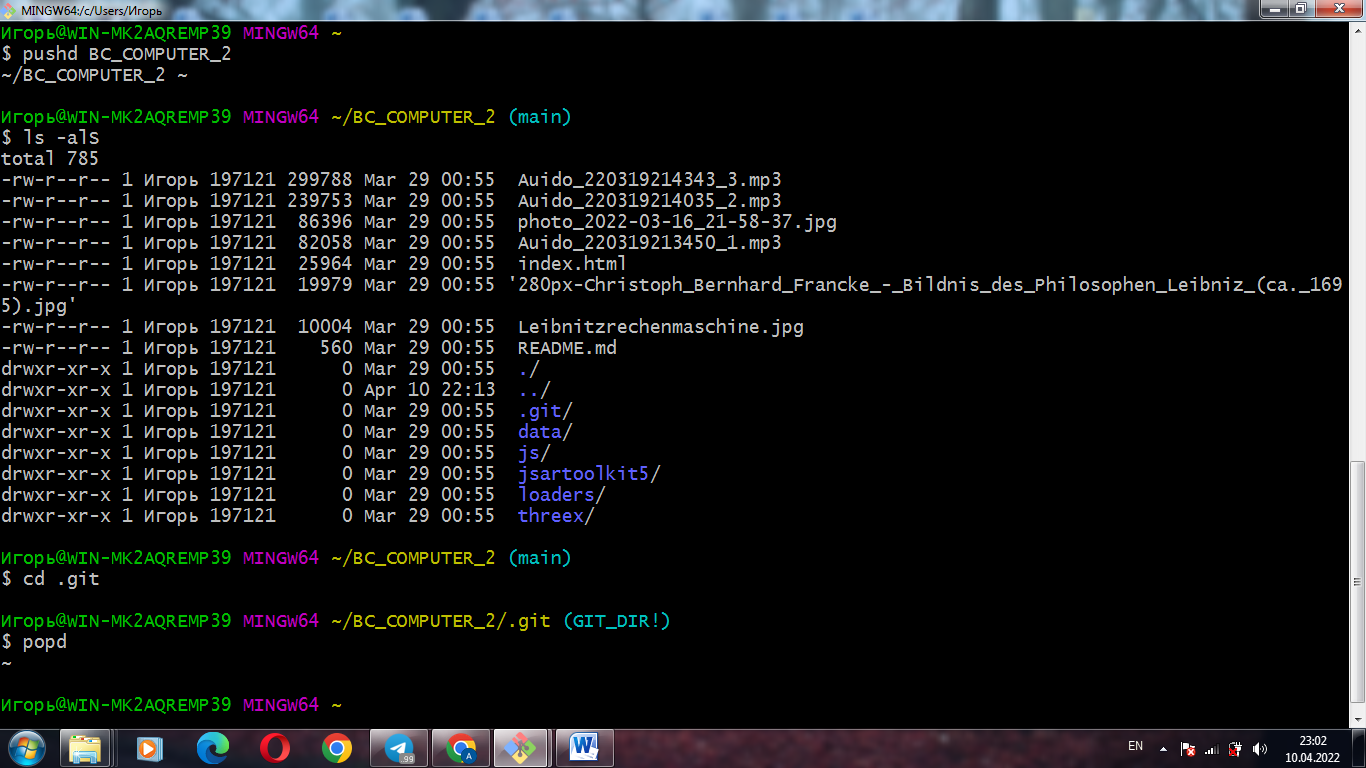 MINGW64:/c/Users/Игорь
Игорь@WIN-MK2AQREMP39 MINGW64 ~
$ pushd BC_COMPUTER_2
~/BC_COMPUTER_2 ~
Игорь@WIN-MK2AQREMP39 MINGW64 ~/BC_COMPUTER_2 (main)
$ ls -alS
total 785
-rw-r--r-- 1 Игорь 197121 299788 Mar 29 00:55  Auido_220319214343_3.mp3
-rw-r--r-- 1 Игорь 197121 239753 Mar 29 00:55  Auido_220319214035_2.mp3
-rw-r--r-- 1 Игорь 197121  86396 Mar 29 00:55  photo_2022-03-16_21-58-37.jpg
-rw-r--r-- 1 Игорь 197121  82058 Mar 29 00:55  Auido_220319213450_1.mp3
-rw-r--r-- 1 Игорь 197121  25964 Mar 29 00:55  index.html
-rw-r--r-- 1 Игорь 197121  19979 Mar 29 00:55 '280px-Christoph_Bernhard_Francke_-_Bildnis_des_Philosophen_Leibniz_(ca._169
5).jpg'
-rw-r--r-- 1 Игорь 197121  10004 Mar 29 00:55  Leibnitzrechenmaschine.jpg
-rw-r--r-- 1 Игорь 197121    560 Mar 29 00:55  README.md
drwxr-xr-x 1 Игорь 197121      0 Mar 29 00:55  ./
drwxr-xr-x 1 Игорь 197121      0 Apr 10 22:13  ../
drwxr-xr-x 1 Игорь 197121      0 Mar 29 00:55  .git/
drwxr-xr-x 1 Игорь 197121      0 Mar 29 00:55  data/
drwxr-xr-x 1 Игорь 197121      0 Mar 29 00:55  js/
drwxr-xr-x 1 Игорь 197121      0 Mar 29 00:55  jsartoolkit5/
drwxr-xr-x 1 Игорь 197121      0 Mar 29 00:55  loaders/
drwxr-xr-x 1 Игорь 197121      0 Mar 29 00:55  threex/
Игорь@WIN-MK2AQREMP39 MINGW64 ~/BC_COMPUTER_2 (main)
$ cd .git
Игорь@WIN-MK2AQREMP39 MINGW64 ~/BC_COMPUTER_2/.git (GIT_DIR!)
$ popd
~
Игорь@WIN-MK2AQREMP39 MINGW64 ~
99
A
W
EN
23:02
10.04.2022